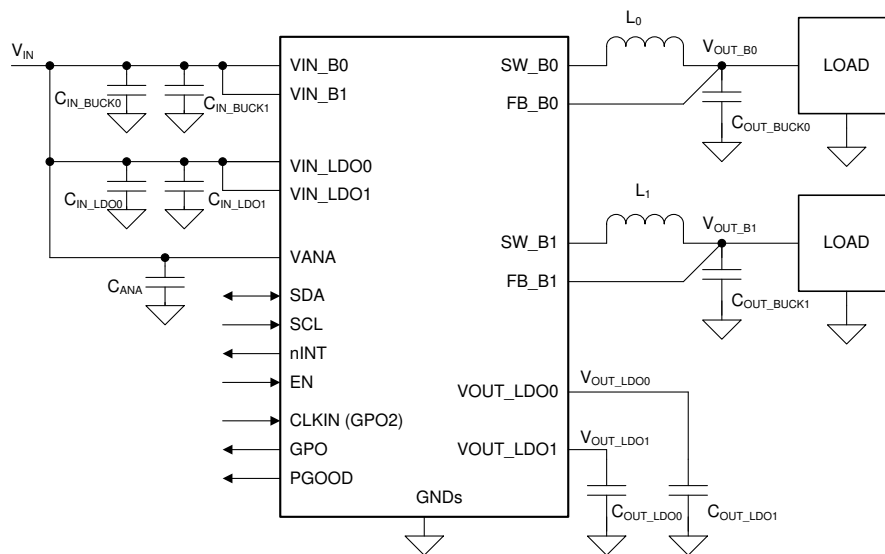 L0
VIN
VOUT_B0
VIN_B0
SW_B0
LOAD
VIN_B1
CIN_BUCK0
CIN_BUCK1
FB_B0
COUT_BUCK0
VIN_LDO0
VIN_LDO1
CIN_LDO0
CIN_LDO1
L1
VOUT_B1
SW_B1
LOAD
VANA
CANA
FB_B1
COUT_BUCK1
SDA
SCL
nINT
EN
VOUT_LDO0
VOUT_LDO0
CLKIN (GPO2)
GPO
VOUT_LDO1
VOUT_LDO1
PGOOD
GNDs
COUT_LDO0
COUT_LDO1